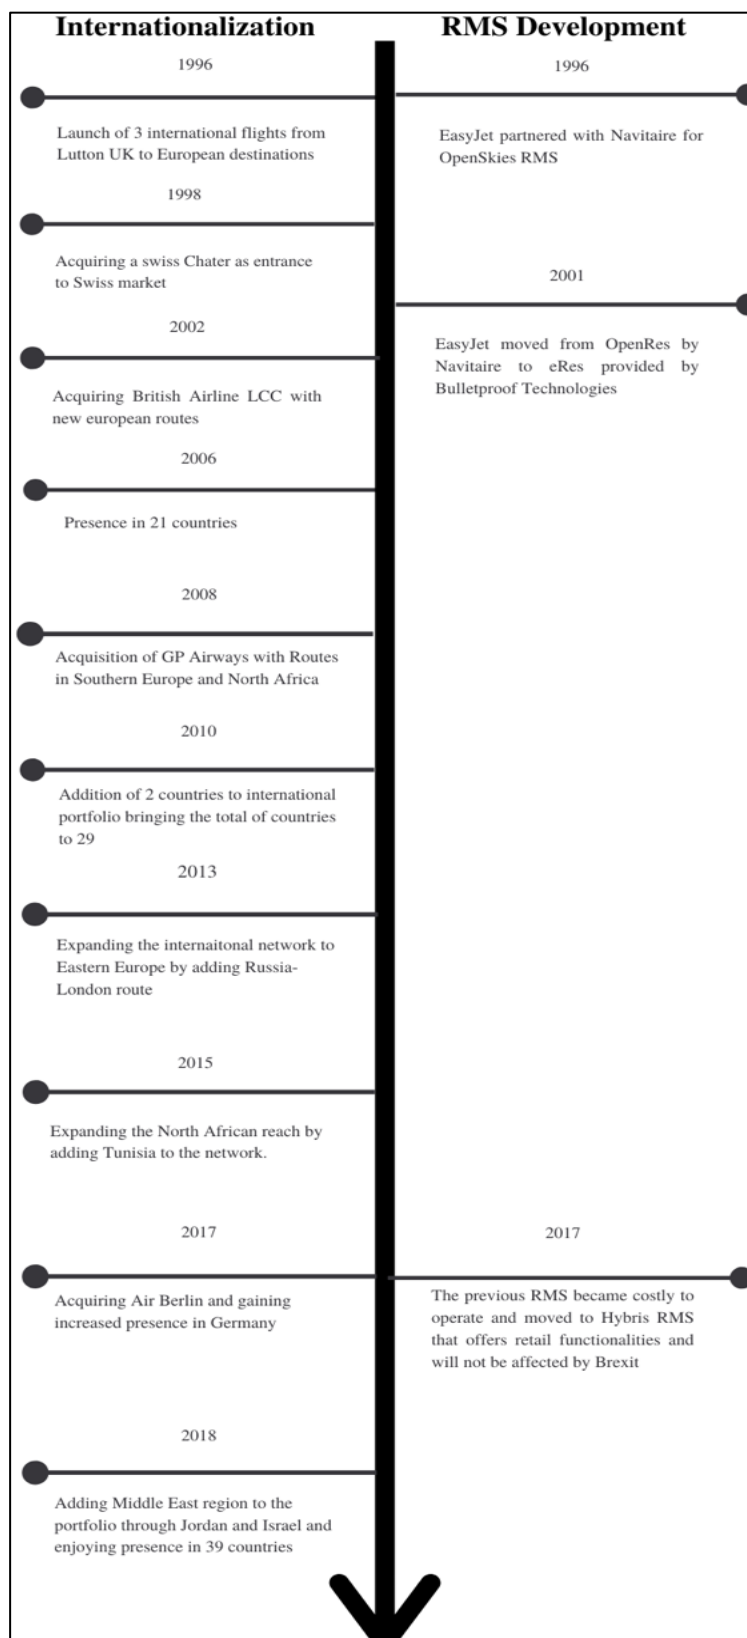 Internationalization
RMS Development
1996
Launch of 3 international flights from
Lutton UK to European destinations
1996
EasyJet partnered with Navitaire for
OpenSkies RMS
1998
Acquiring a swiss Chater as entrance
to Swiss market
2001
EasyJet moved from OpenRes by
Navitaire to eRes provided by
Bulletproof Technologies
2002
Acquiring British Airline LCC with
new european routes
2006
Presence in 21 countries
2008
Acquisition of GP Airways with Routes
in Southern Europe and North Africa
2010
Addition of 2 countries to international
portfolio bringing the total of countries
to 29
2013
Expanding the internaitonal network to
Eastern Europe by adding Russia-
London route
2015
Expanding the North African reach by
adding Tunisia to the network.
2017
Acquiring Air Berlin and gaining
increased presence in Germany
2017
The previous RMS became costly to
operate and moved to Hybris RMS
that offers retail functionalities and
will not be affected by Brexit
2018
Adding Middle East region to the
portfolio through Jordan and Israel and
enjoying presence in 39 countries